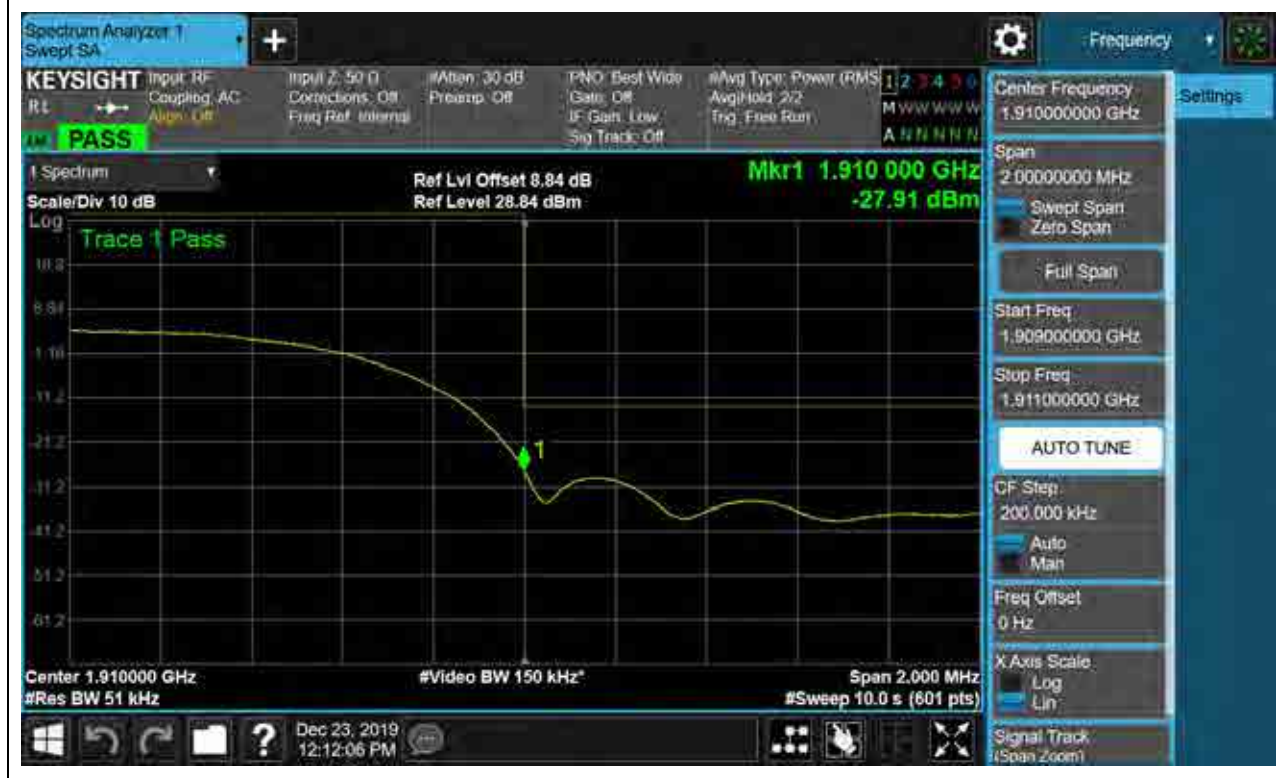 Spectrum Analyzer 1
Swept SA
+
Frequency
KEYSIGHT
RL
PASS
Input: RF
Coupling: AC
Align: Off
Input Z: 50 Ω
Corrections: Off
Freq Ref: Internal
#Atten: 30 dB
Preamp: Off
PNO: Best Wide
Gate: Off
IF Gain: Low
Sig Track: Off
#Avg Type: Power (RMS
Avg|Hold: 2/2
Trig: Free Run
1 2 3 4 5 6
M W W W W W
A N N N N N
1 Spectrum
Scale/Div 10 dB
Log
Ref Lvl Offset 8.84 dB
Ref Level 28.84 dBm
Mkr1 1.910 000 GHz
-27.91 dBm
Trace 1 Pass
18.8
8.84
-1.16
-11.2
-21.2
-31.2
-41.2
-51.2
-61.2
1
Center 1.910000 GHz
#Res BW 51 kHz
#Video BW 150 kHz*
Span 2.000 MHz
#Sweep 10.0 s (601 pts)
Center Frequency
1.910000000 GHz
Settings
Span
2.00000000 MHz
Swept Span
Zero Span
Full Span
Start Freq
1.909000000 GHz
Stop Freq
1.911000000 GHz
AUTO TUNE
CF Step
200.000 kHz
Auto
Man
Freq Offset
0 Hz
X Axis Scale
Log
Lin
Signal Track
(Span Zoom)
?
Dec 23, 2019
12:12:06 PM